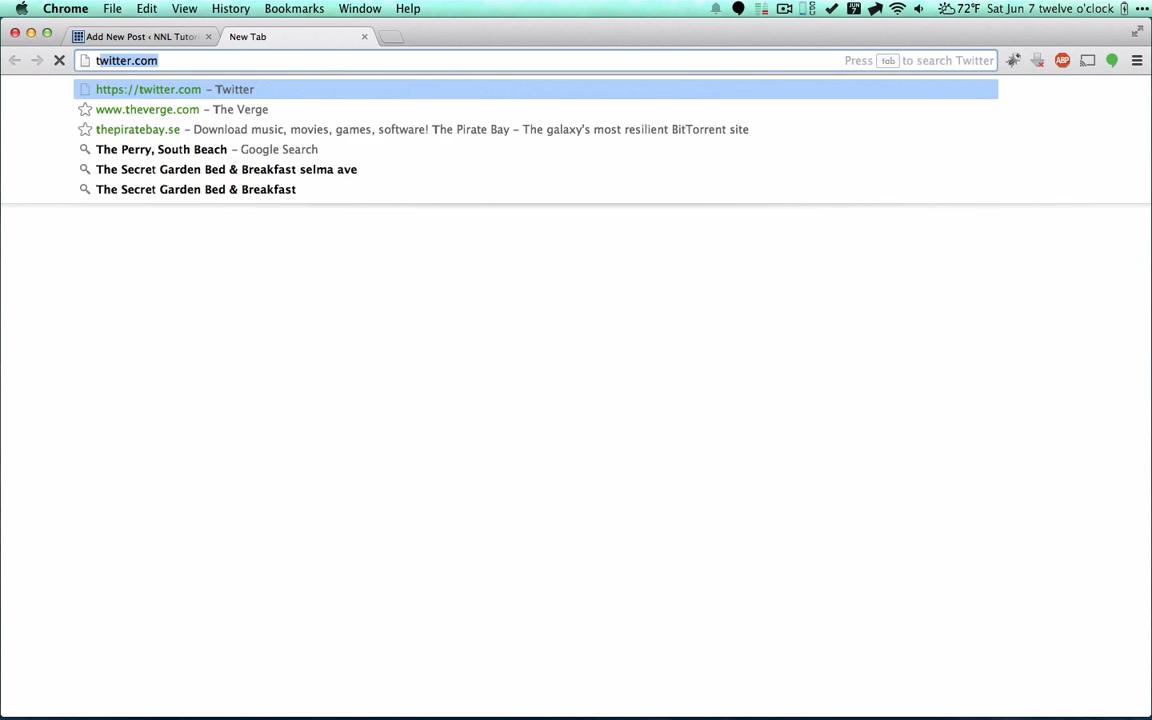 Chrome File Edit View History Bookmarks Window Help 72°F Sat Jun 7 twelve o'clock
Add New Post ‹ NNL Tutori New Tab
twitter.com Press tab to search Twitter ABP
https://twitter.com – Twitter
www.theverge.com – The Verge
thepiratebay.se – Download music, movies, games, software! The Pirate Bay – The galaxy's most resilient BitTorrent site
The Perry, South Beach – Google Search
The Secret Garden Bed & Breakfast selma ave
The Secret Garden Bed & Breakfast